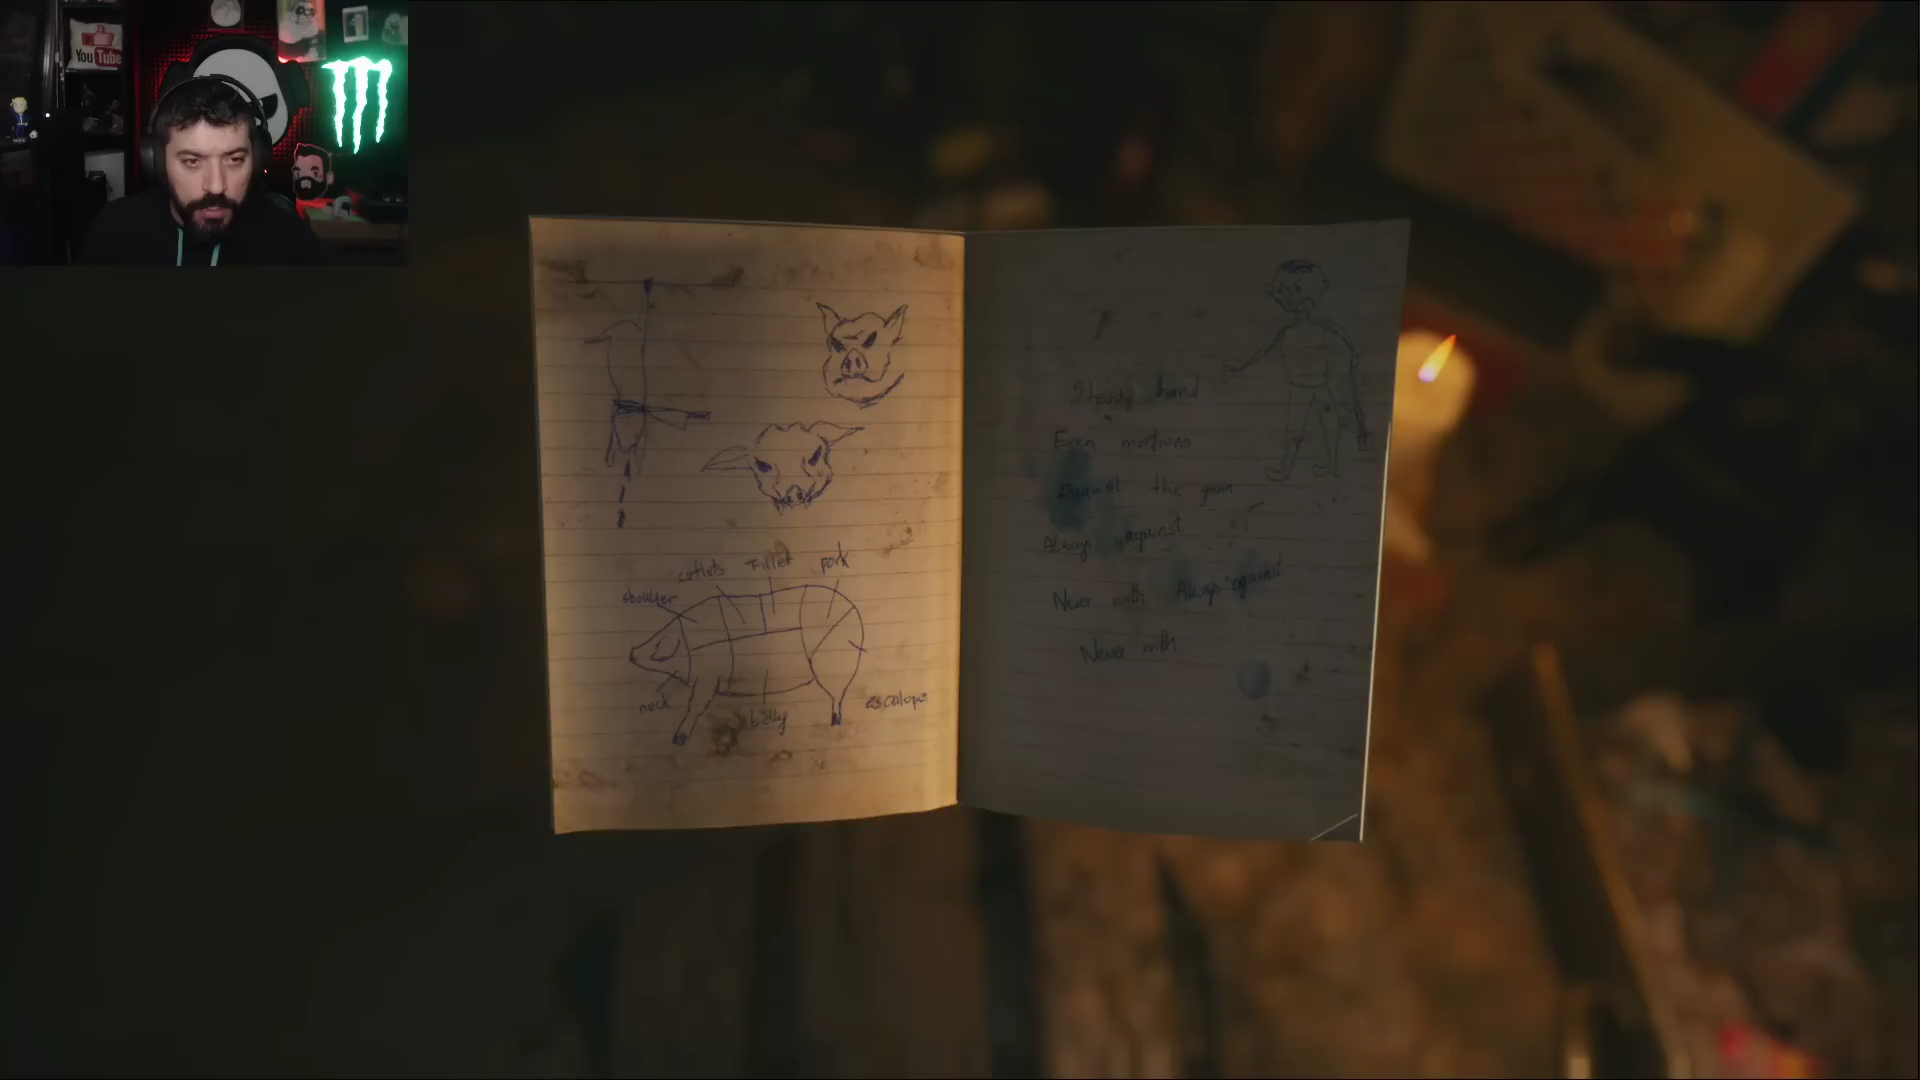 YouTube
cutlets Fillet pork
shoulder
neck
belly
escalope
Steady hand
Even motions
Against the grain
Always against
Never with Always against
Never with